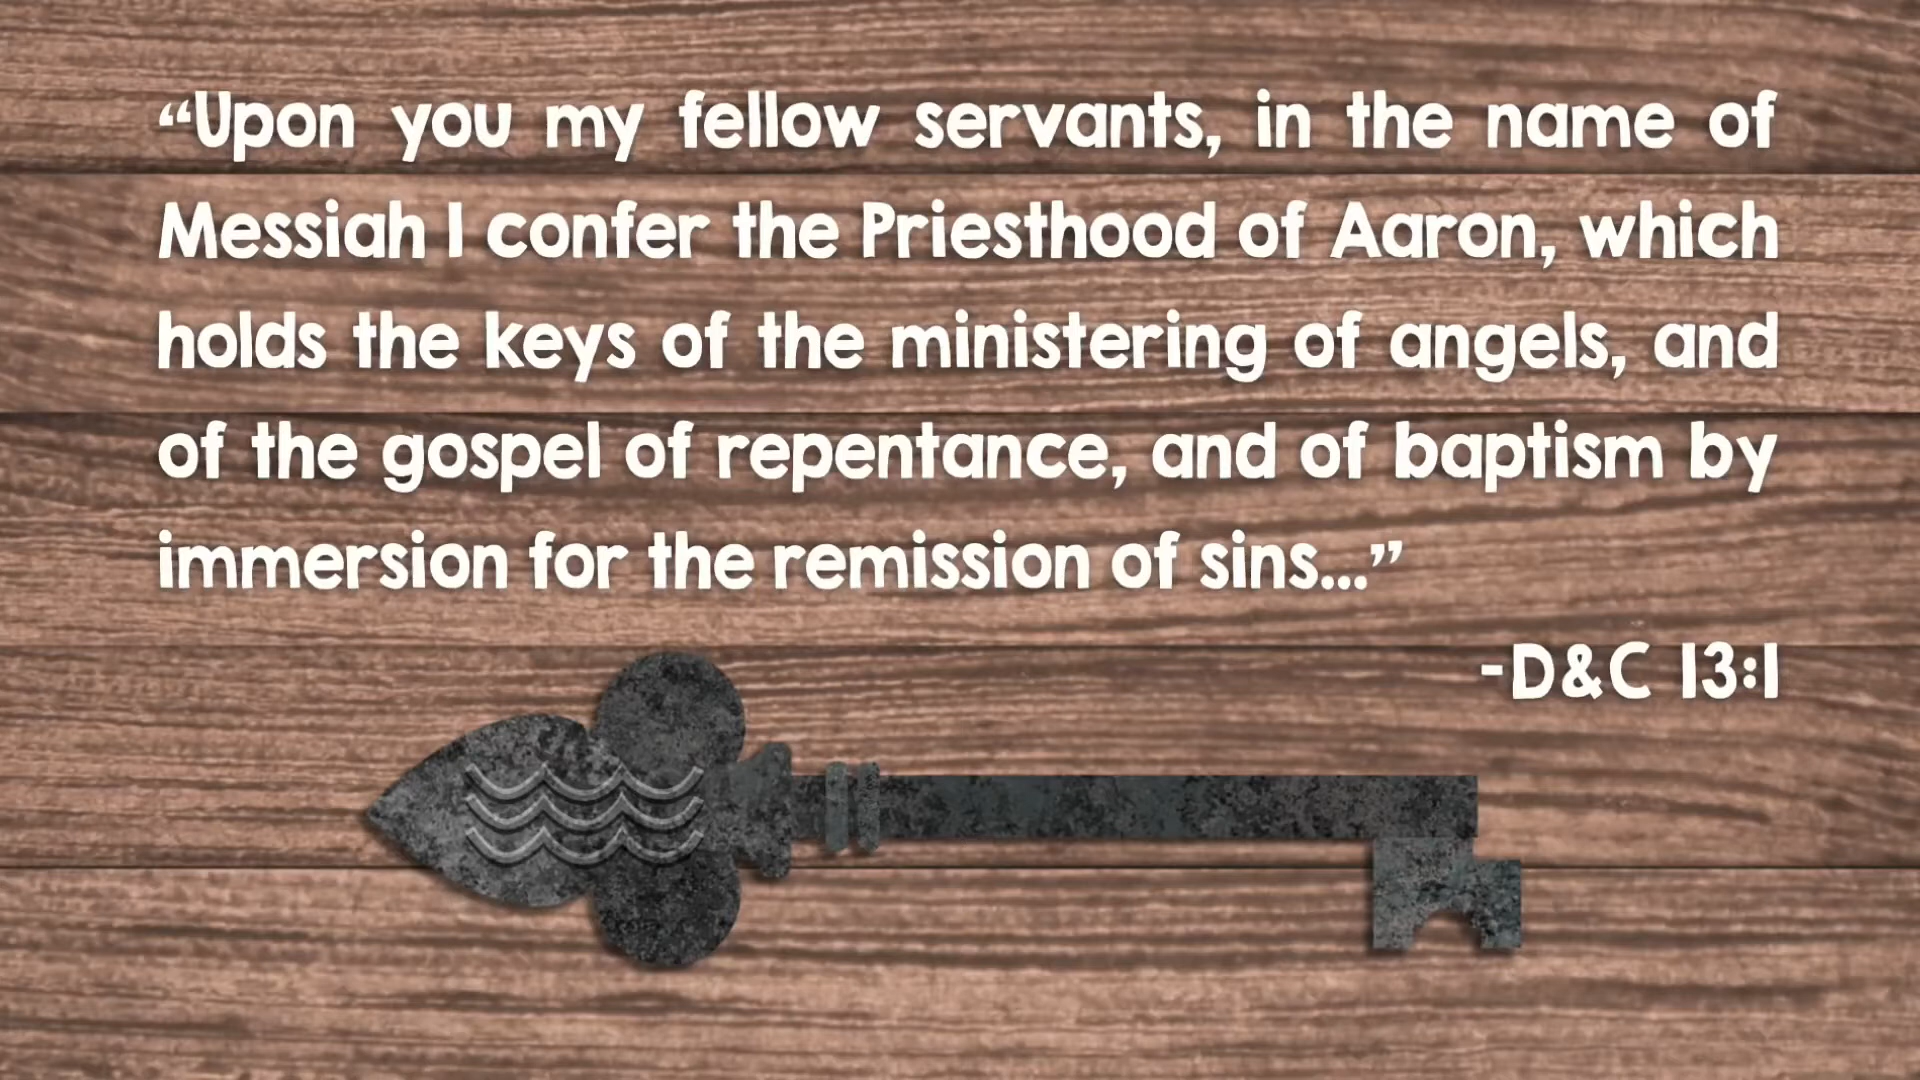 “Upon you my fellow servants, in the name of
Messiah I confer the Priesthood of Aaron, which
holds the keys of the ministering of angels, and
of the gospel of repentance, and of baptism by
immersion for the remission of sins...”
-D&C 13:1